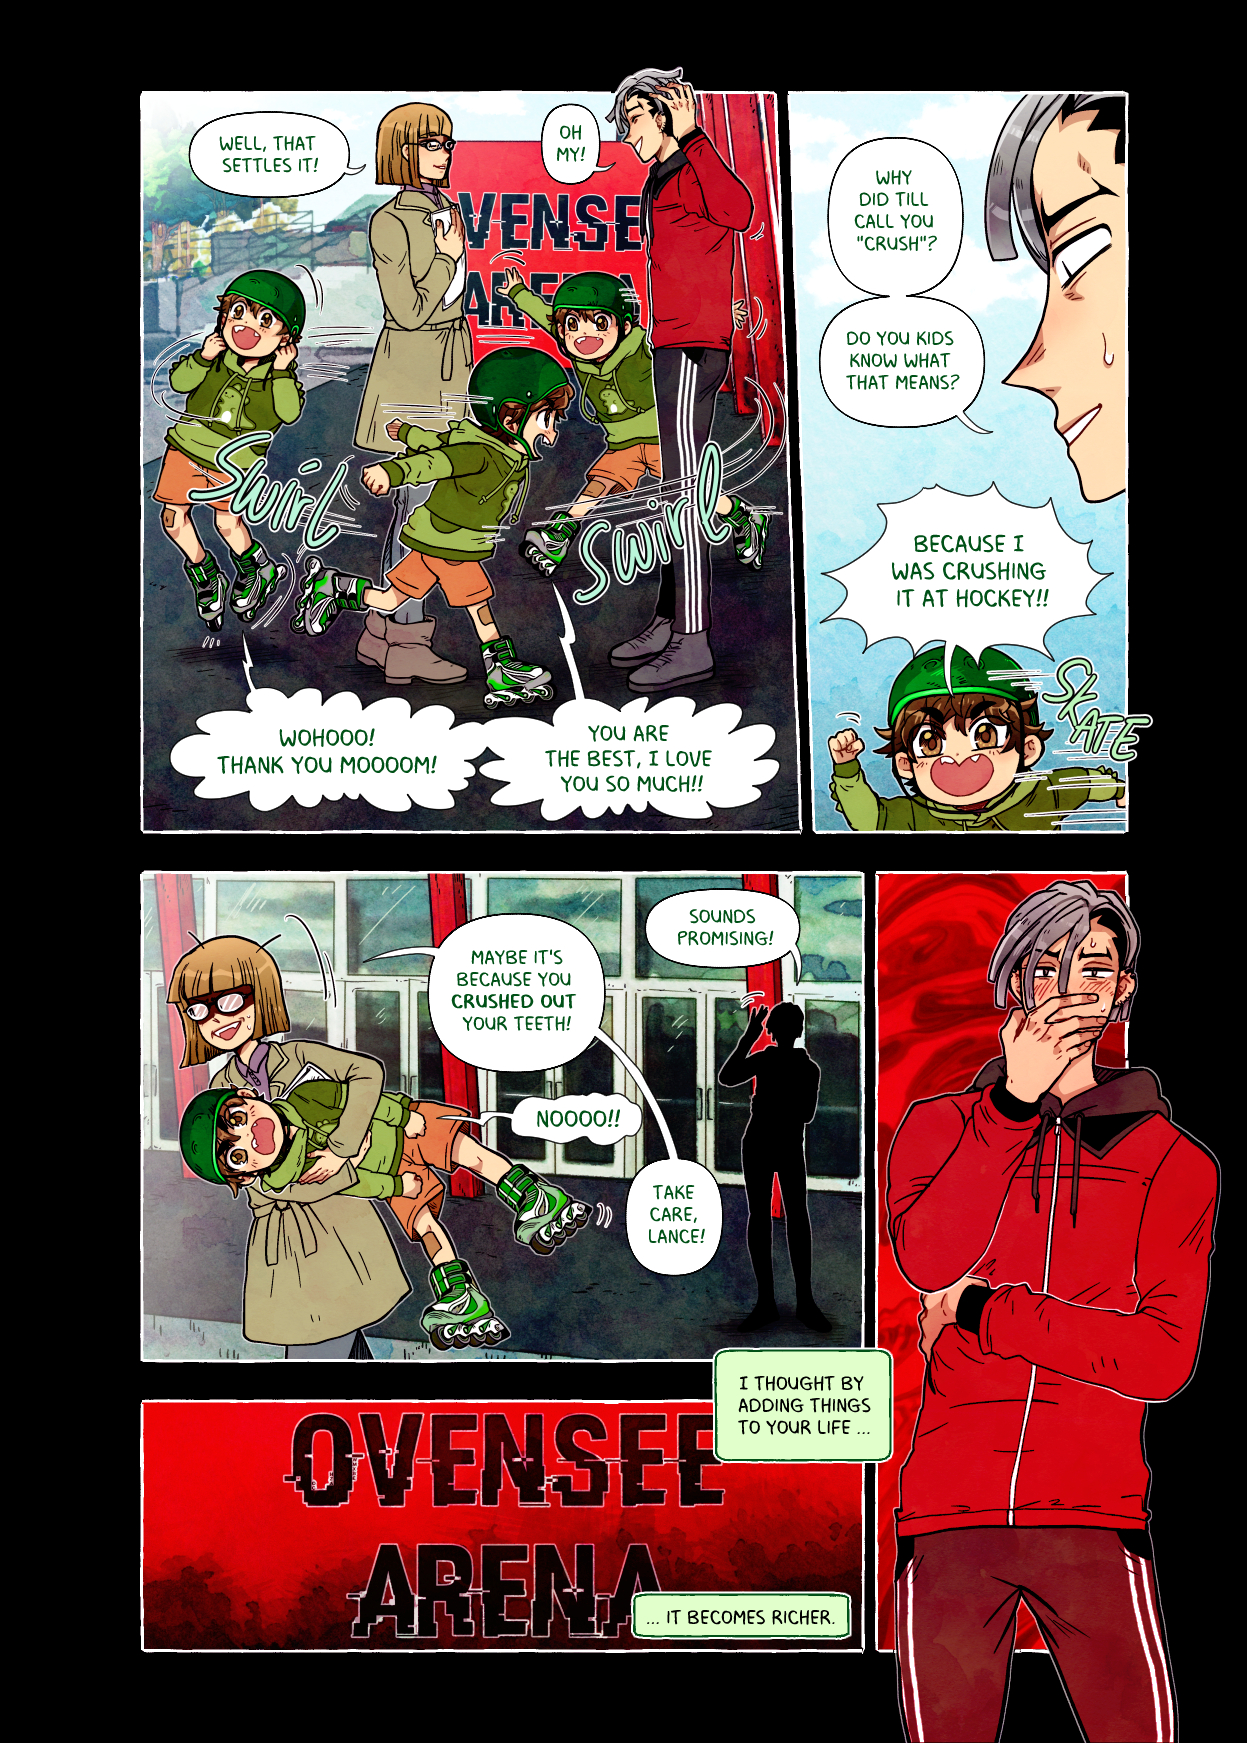 WELL, THAT
SETTLES IT!
OH
MY!
VENSE
ARENA
Swirl
Swirl
WOHOOO!
THANK YOU MOOOOM!
YOU ARE
THE BEST, I LOVE
YOU SO MUCH!!
WHY
DID TILL
CALL YOU
"CRUSH"?
DO YOU KIDS
KNOW WHAT
THAT MEANS?
BECAUSE I
WAS CRUSHING
IT AT HOCKEY!!
SKATE
MAYBE IT'S
BECAUSE YOU
CRUSHED OUT
YOUR TEETH!
SOUNDS
PROMISING!
NOOOO!!
TAKE
CARE,
LANCE!
I THOUGHT BY
ADDING THINGS
TO YOUR LIFE ...
OVENSEE
ARENA
... IT BECOMES RICHER.